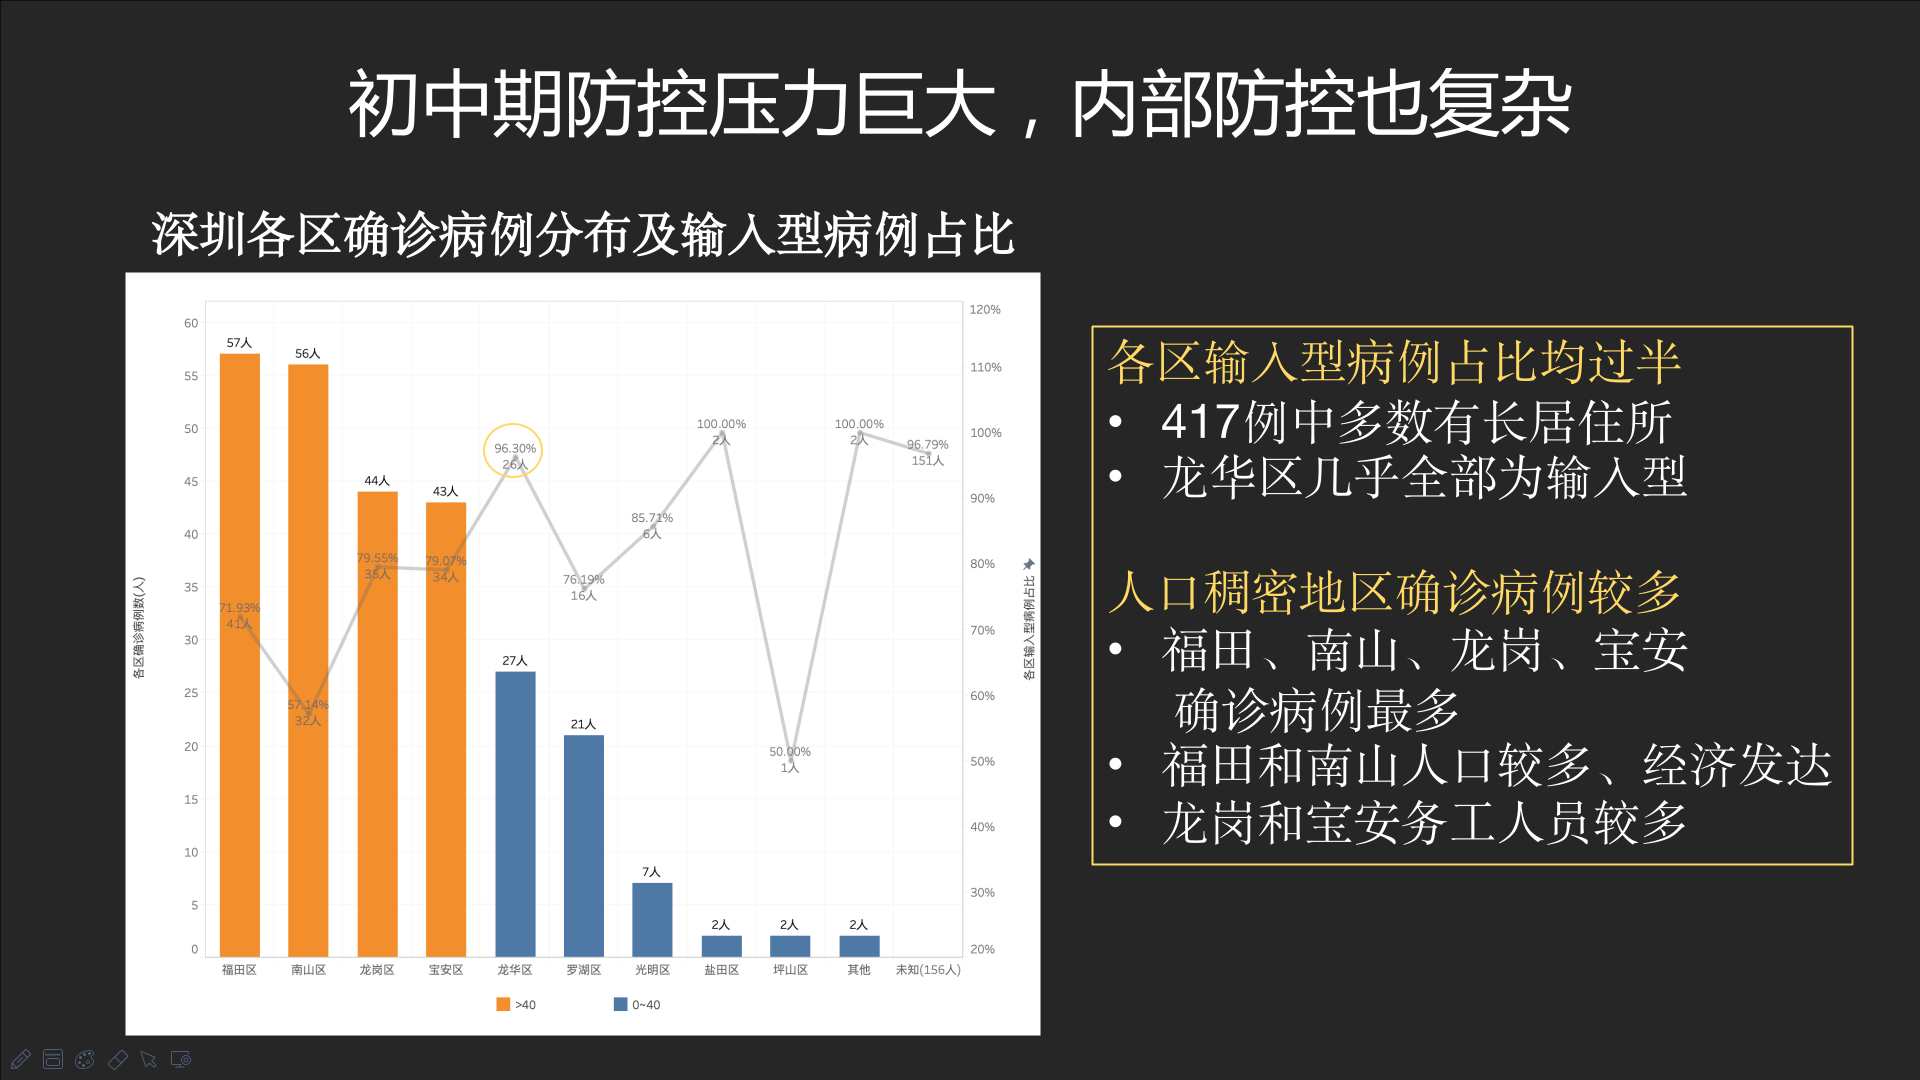 初中期防控压力巨大，内部防控也复杂
深圳各区确诊病例分布及输入型病例占比
各区确诊病例数(人)
60
55
50
45
40
35
30
25
20
15
10
5
0
57人
56人
44人
43人
27人
21人
7人
2人
2人
2人
71.93%
41人
57.14%
32人
79.55%
35人
79.07%
34人
96.30%
26人
76.19%
16人
85.71%
6人
100.00%
2人
50.00%
1人
100.00%
2人
96.79%
151人
120%
110%
100%
90%
80%
70%
60%
50%
40%
30%
20%
各区输入型病例占比
福田区 南山区 龙岗区 宝安区 龙华区 罗湖区 光明区 盐田区 坪山区 其他 未知(156人)
>40 0~40
各区输入型病例占比均过半
• 417例中多数有长居住所
• 龙华区几乎全部为输入型
人口稠密地区确诊病例较多
• 福田、南山、龙岗、宝安
确诊病例最多
• 福田和南山人口较多、经济发达
• 龙岗和宝安务工人员较多